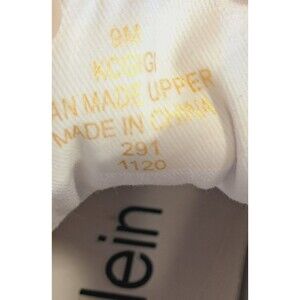 9M
AN MADE UPPER
MADE IN CHINA
291
1120
lein